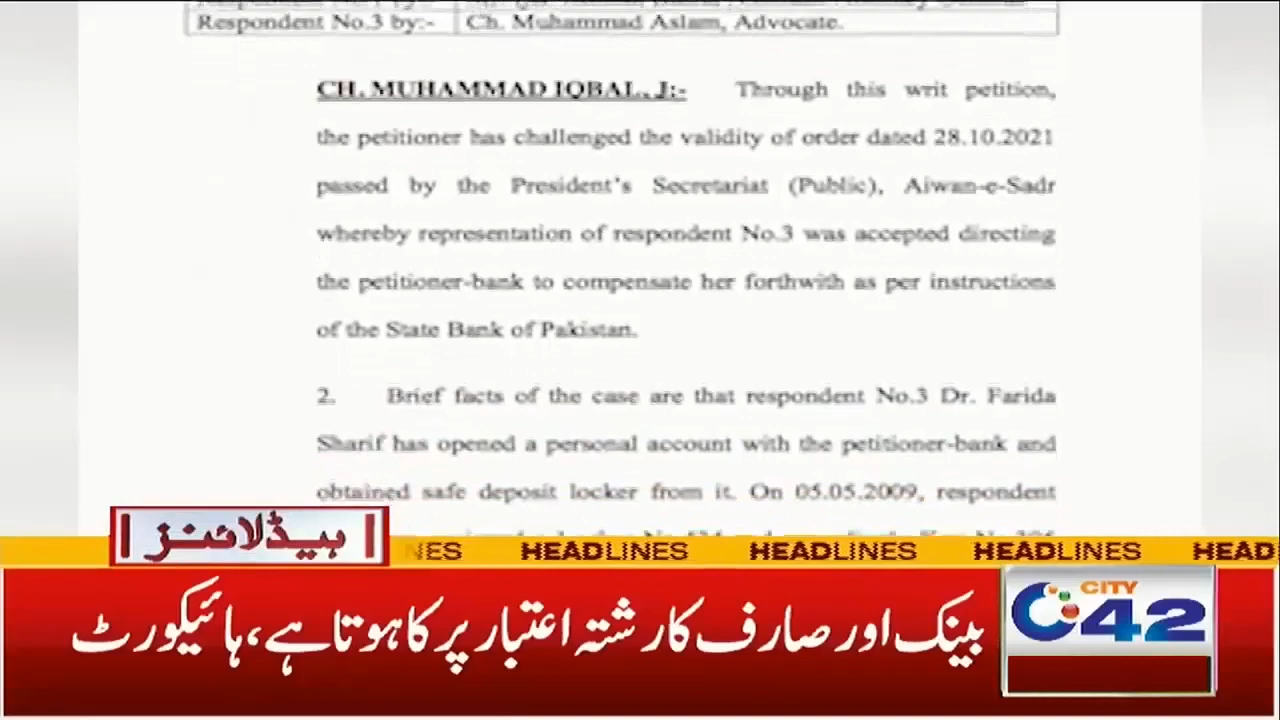 Respondent No.3 by:- Ch. Muhammad Aslam, Advocate.
CH. MUHAMMAD IQBAL, J:- Through this writ petition,
the petitioner has challenged the validity of order dated 28.10.2021
passed by the President's Secretariat (Public), Aiwan-e-Sadr
whereby representation of respondent No.3 was accepted directing
the petitioner-bank to compensate her forthwith as per instructions
of the State Bank of Pakistan.
2. Brief facts of the case are that respondent No.3 Dr. Farida
Sharif has opened a personal account with the petitioner-bank and
obtained safe deposit locker from it. On 05.05.2009, respondent
ہیڈلائنز
NES HEADLINES HEADLINES HEADLINES HEAD
CITY
42
بینک اور صارف کا رشتہ اعتبار پر کا ہوتا ہے، ہائیکورٹ